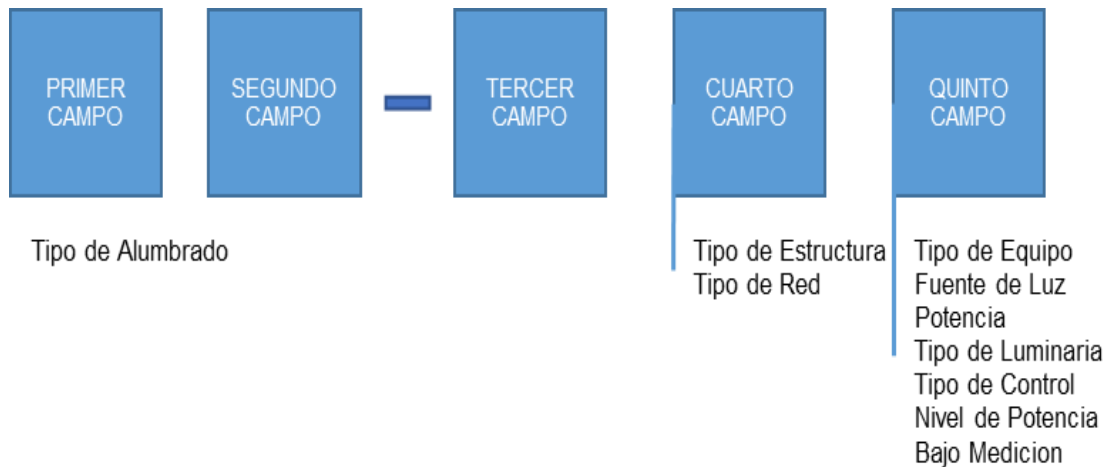 PRIMER
CAMPO
SEGUNDO
CAMPO
TERCER
CAMPO
CUARTO
CAMPO
QUINTO
CAMPO
Tipo de Alumbrado
Tipo de Estructura
Tipo de Red
Tipo de Equipo
Fuente de Luz
Potencia
Tipo de Luminaria
Tipo de Control
Nivel de Potencia
Bajo Medicion